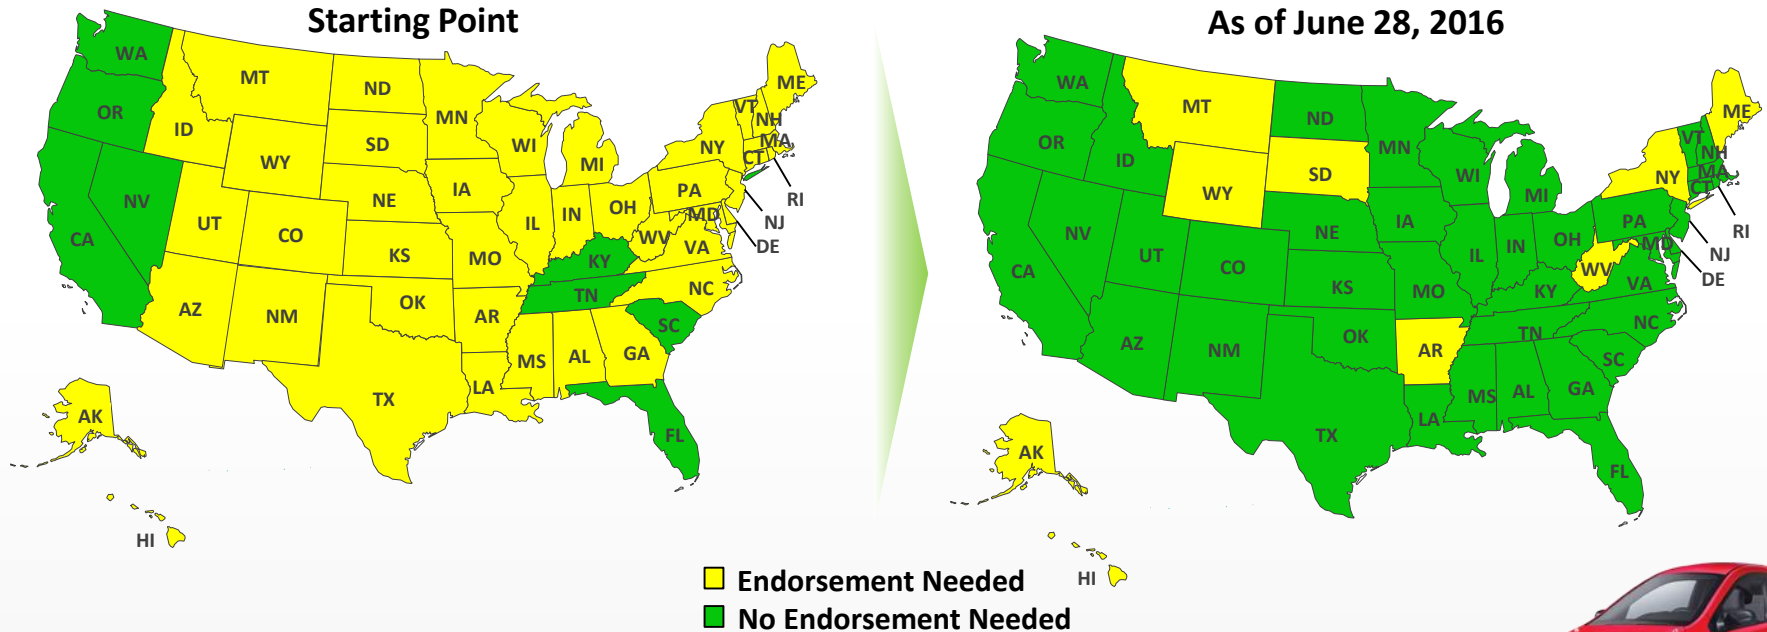 Starting Point
WA
OR
CA
NV
ID
MT
WY
UT
AZ
CO
NM
ND
SD
NE
KS
OK
TX
MN
IA
MO
AR
LA
WI
IL
MI
IN
OH
KY
TN
MS
AL
GA
FL
SC
NC
VA
WV
PA
NY
VT
NH
ME
MA
CT
RI
NJ
DE
MD
AK
HI
As of June 28, 2016
WA
OR
CA
NV
ID
MT
WY
UT
AZ
CO
NM
ND
SD
NE
KS
OK
TX
MN
IA
MO
AR
LA
WI
IL
MI
IN
OH
KY
TN
MS
AL
GA
FL
SC
NC
VA
WV
PA
NY
VT
NH
ME
MA
CT
RI
NJ
DE
MD
AK
HI
Endorsement Needed
No Endorsement Needed